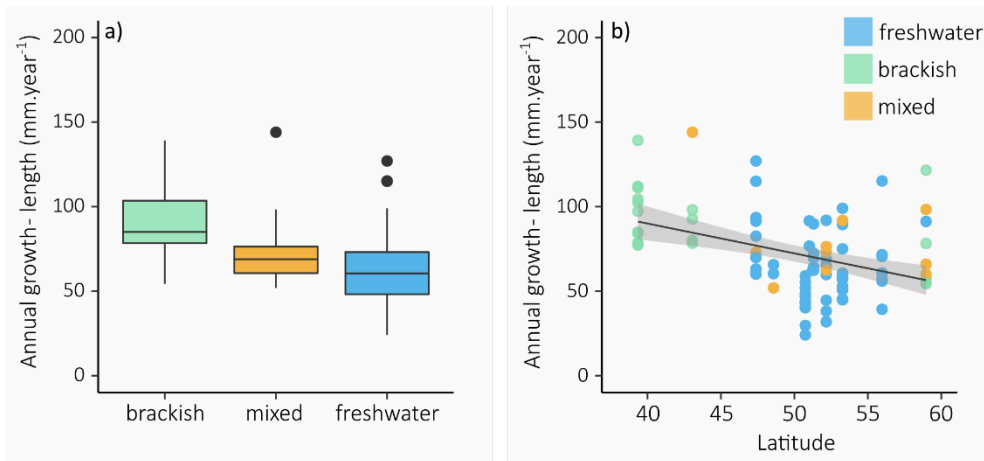 a)
Annual growth- length (mm.year⁻¹)
200
150
100
50
0
brackish mixed freshwater
b)
freshwater
brackish
mixed
Annual growth- length (mm.year⁻¹)
200
150
100
50
0
40 45 50 55 60
Latitude